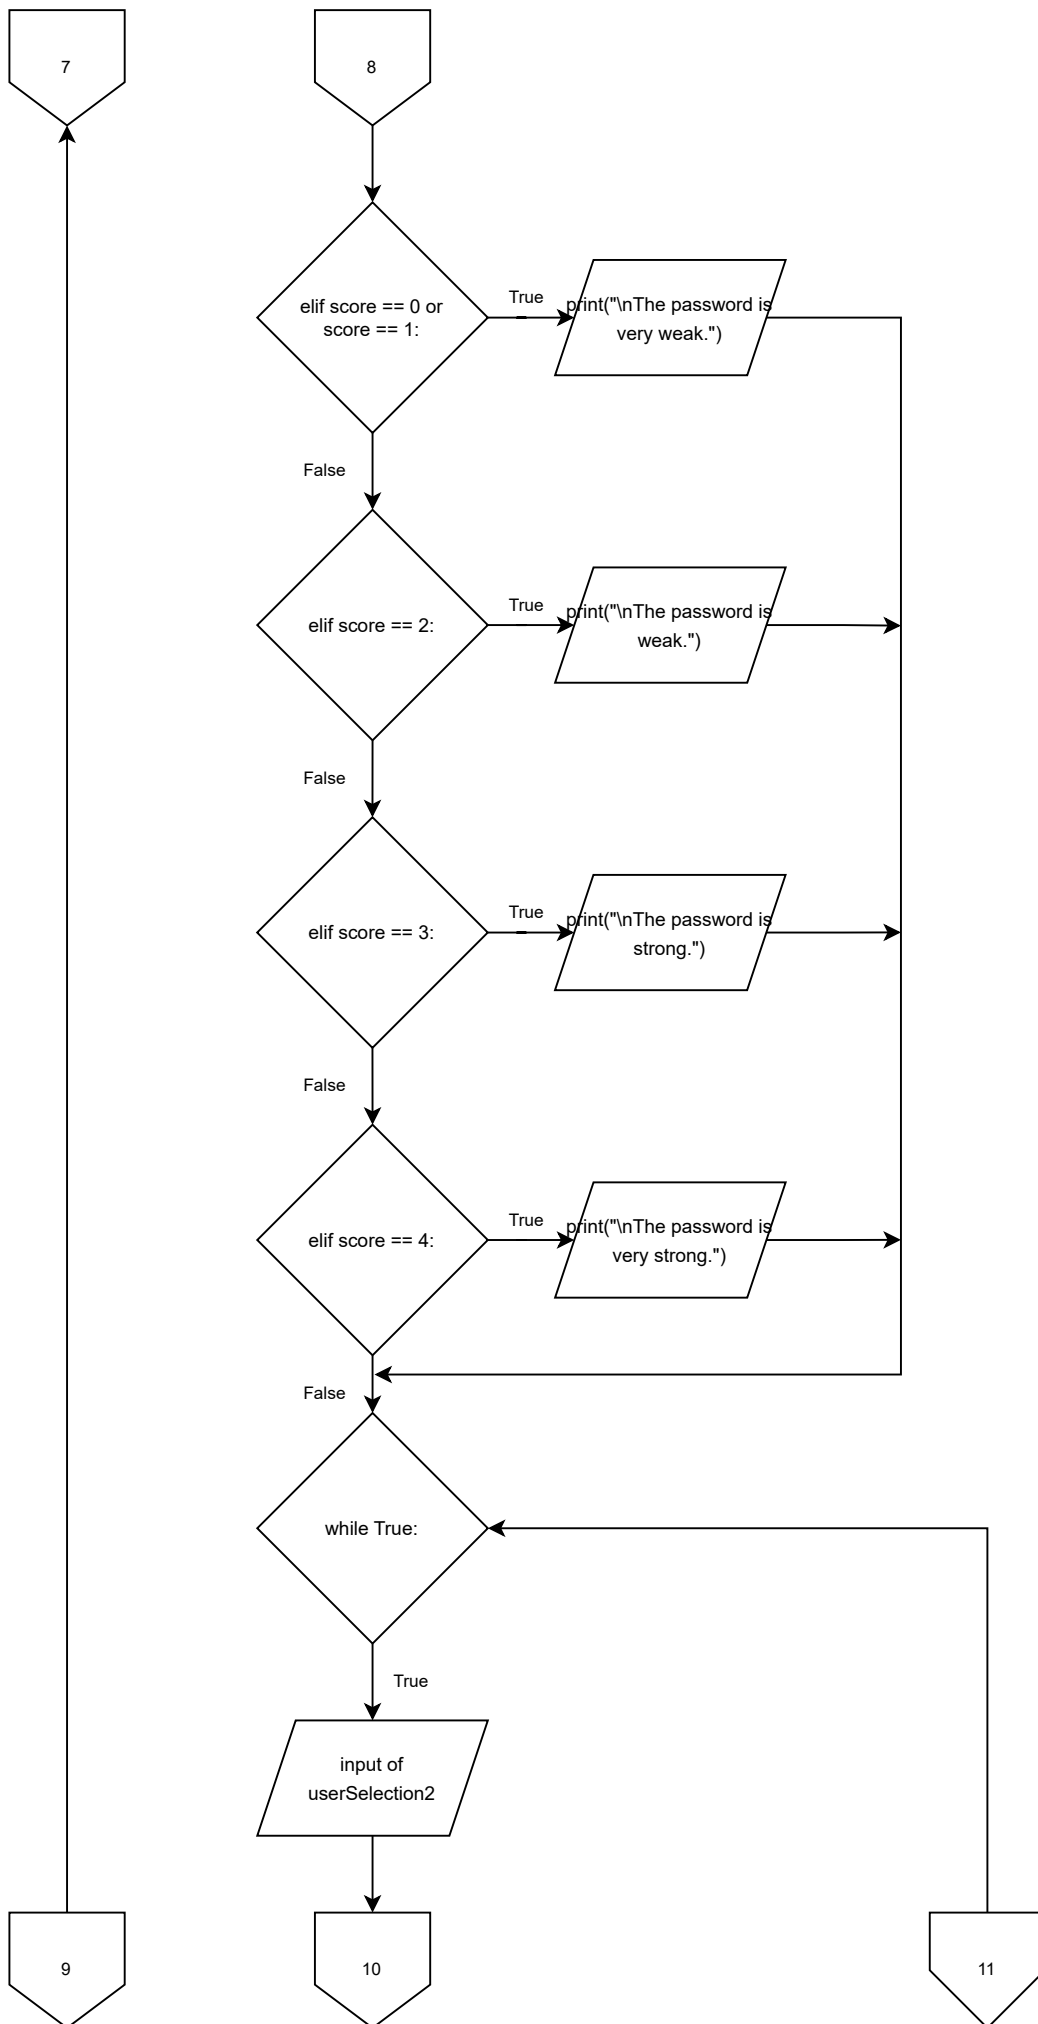 7
8
elif score == 0 or
score == 1:
True
print("\nThe password is
very weak.")
False
elif score == 2:
True
print("\nThe password is
weak.")
False
elif score == 3:
True
print("\nThe password is
strong.")
False
elif score == 4:
True
print("\nThe password is
very strong.")
False
while True:
True
input of
userSelection2
9
10
11